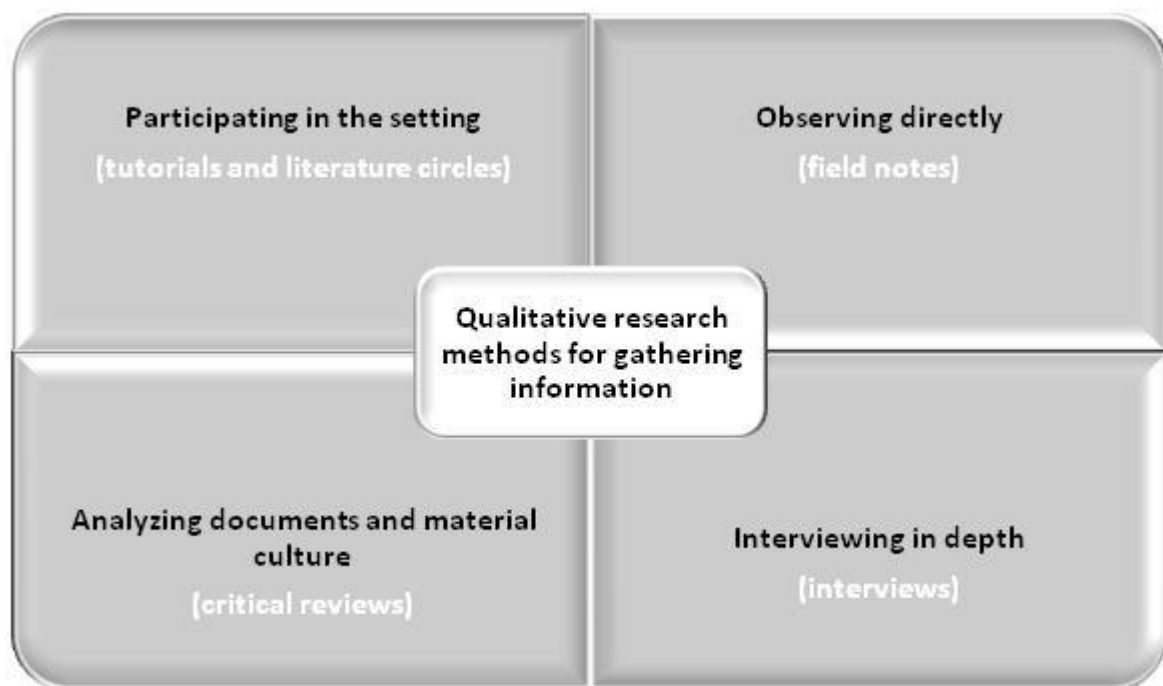 Participating in the setting
(tutorials and literature circles)
Observing directly
(field notes)
Qualitative research
methods for gathering
information
Analyzing documents and material
culture
(critical reviews)
Interviewing in depth
(interviews)